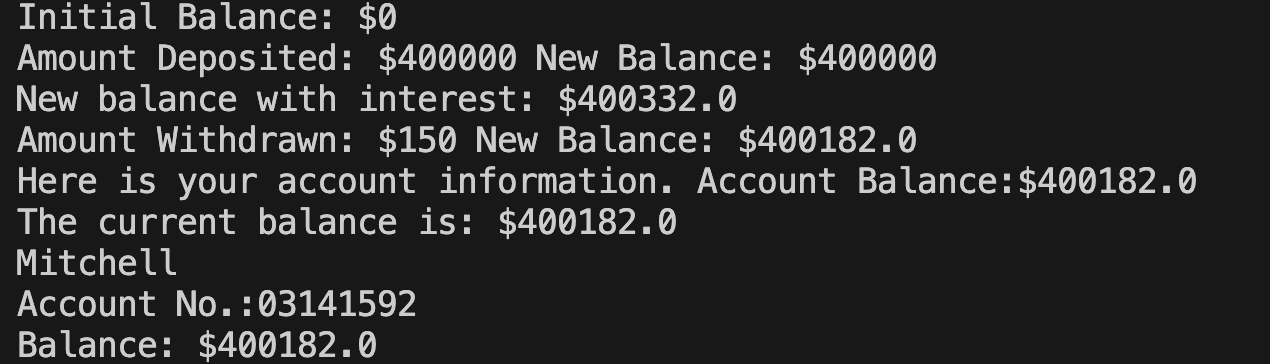 Initial Balance: $0
Amount Deposited: $400000 New Balance: $400000
New balance with interest: $400332.0
Amount Withdrawn: $150 New Balance: $400182.0
Here is your account information. Account Balance:$400182.0
The current balance is: $400182.0
Mitchell
Account No.:03141592
Balance: $400182.0